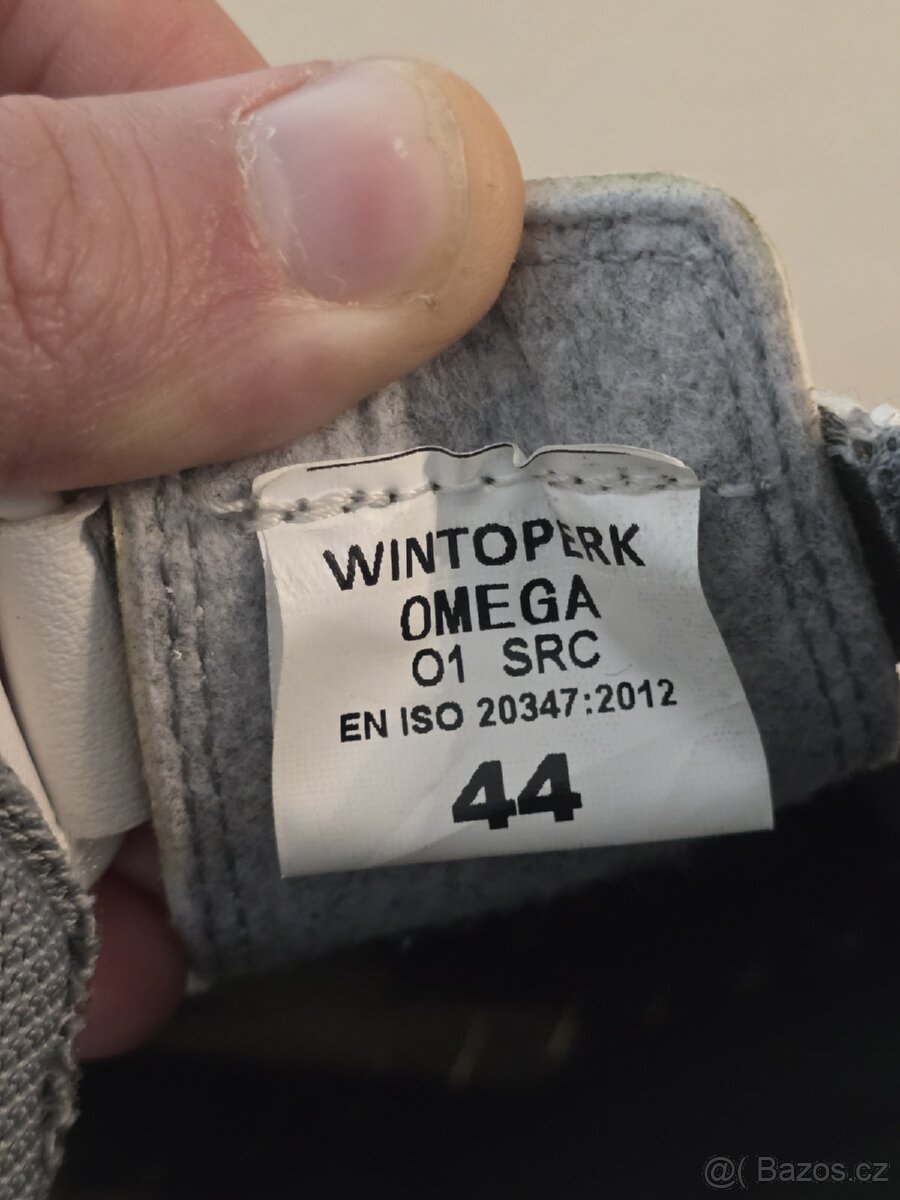 WINTOPERK
OMEGA
O1 SRC
EN ISO 20347:2012
44
@( Bazos.cz